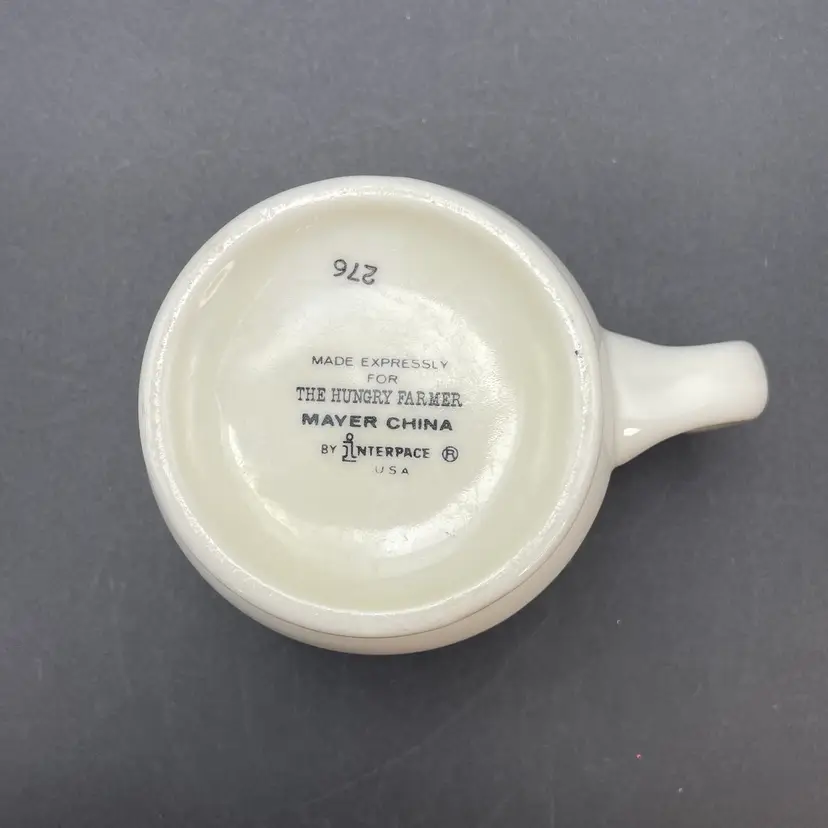 276
MADE EXPRESSLY
FOR
THE HUNGRY FARMER
MAYER CHINA
BY INTERPACE ®
USA